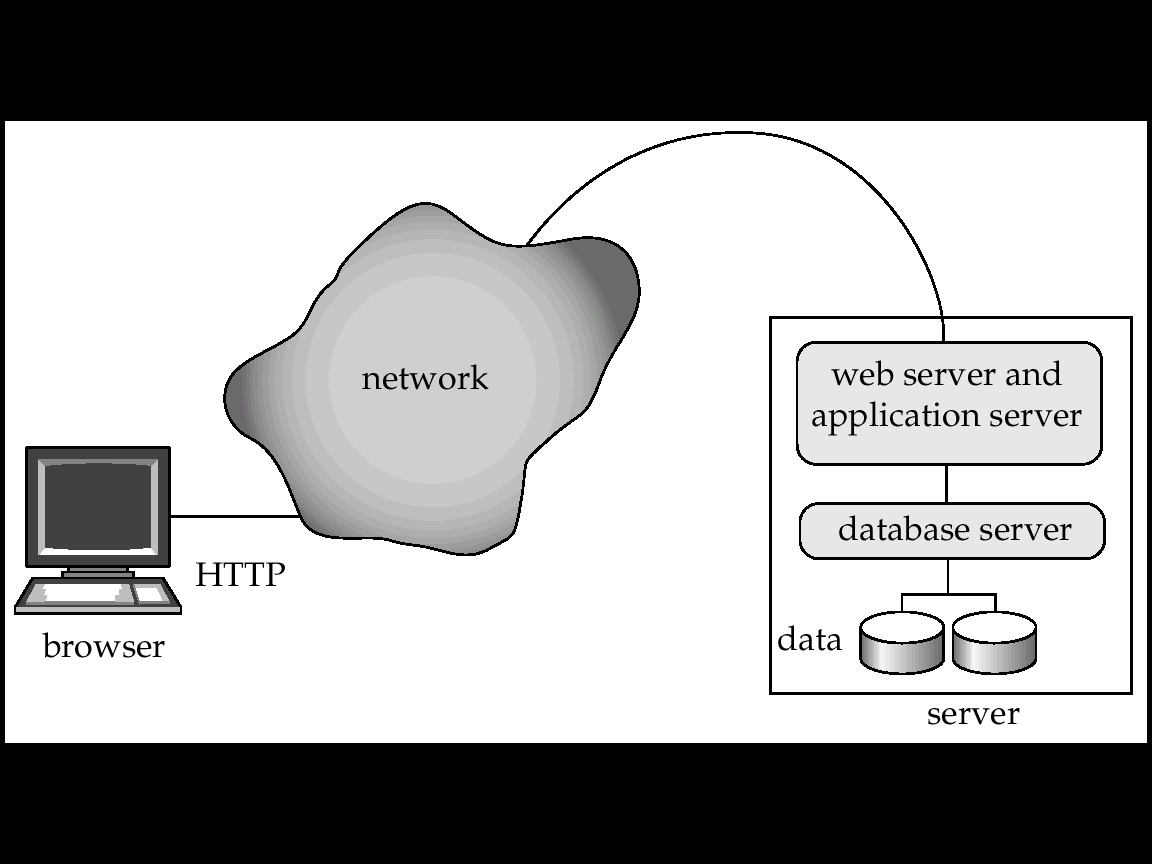 network
web server and
application server
database server
HTTP
data
browser
server